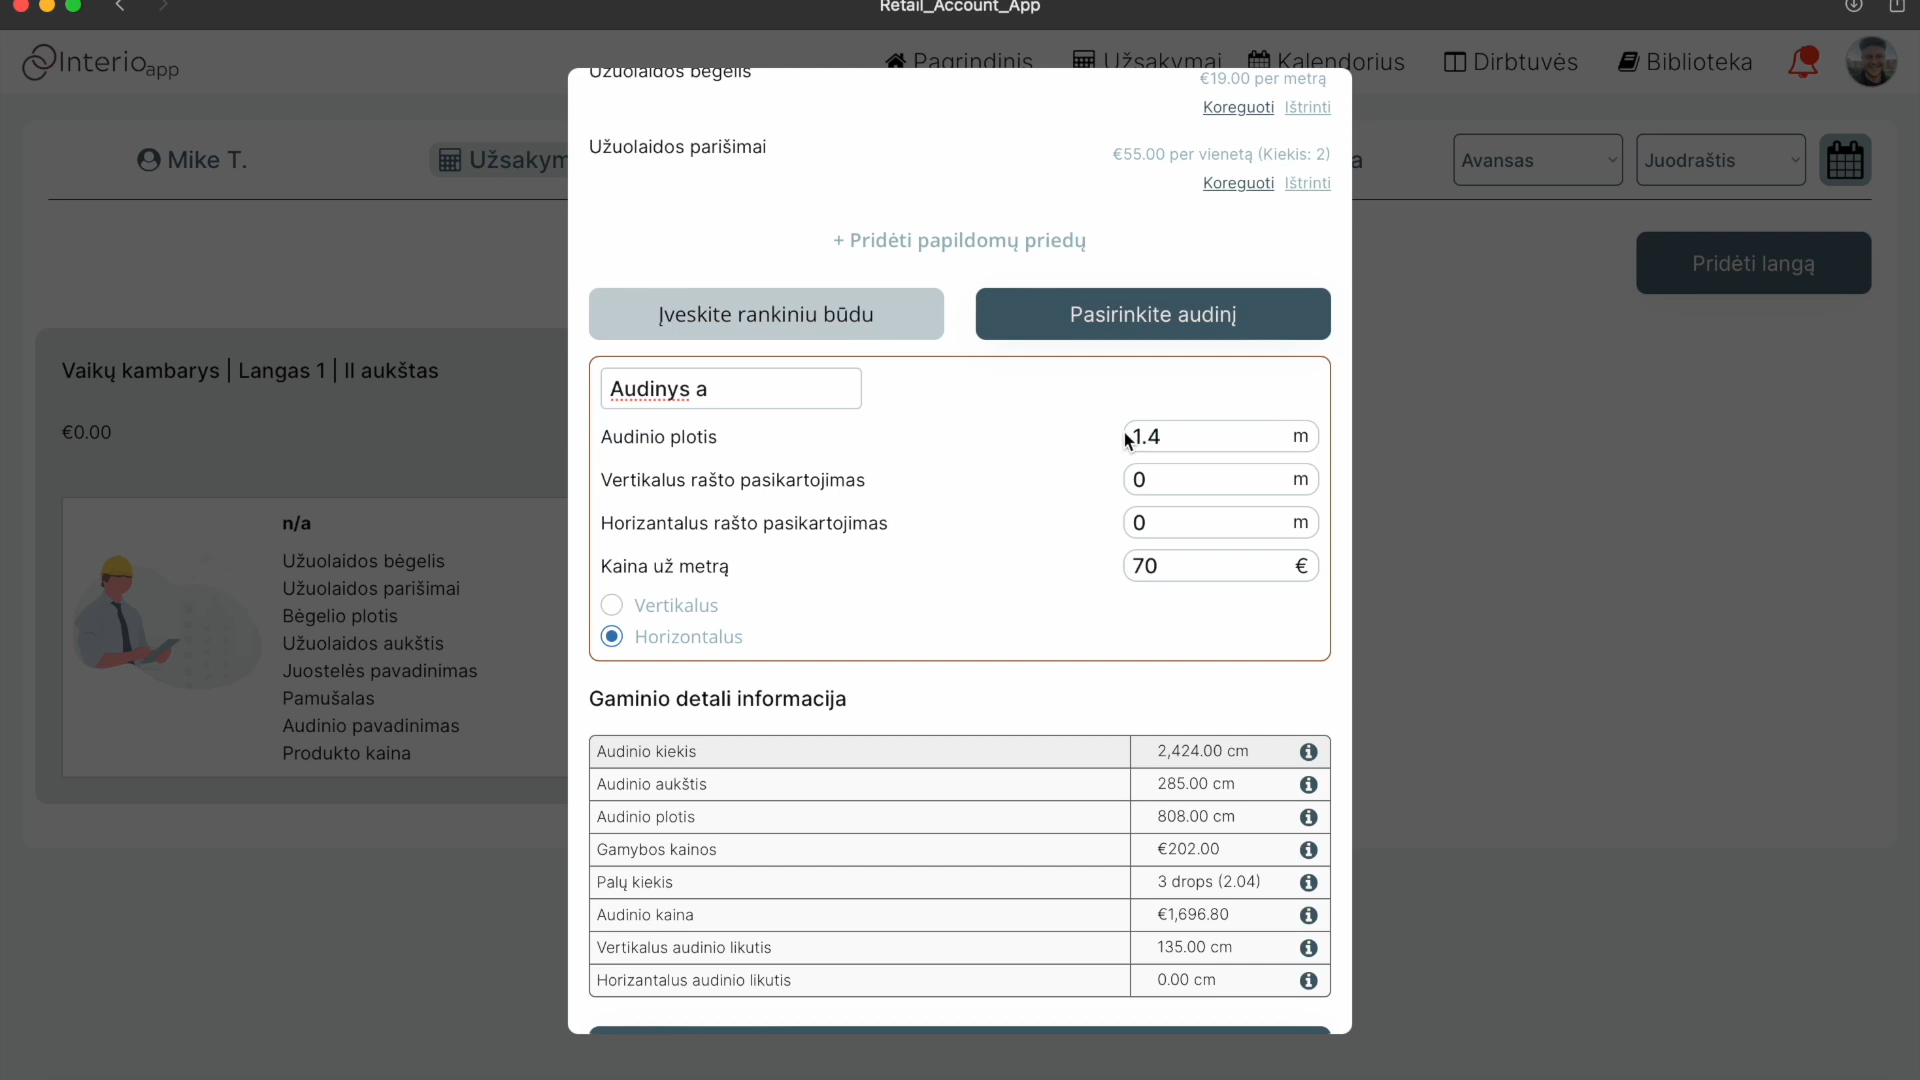 Retail_Account_App
Interio app
Pagrindinis
Užsakymai
Kalendorius
Dirbtuvės
Biblioteka
Mike T.
Užsakym
a
Avansas
Juodraštis
Pridėti langą
Vaikų kambarys | Langas 1 | II aukštas
€0.00
n/a
Užuolaidos bėgelis
Užuolaidos parišimai
Bėgelio plotis
Užuolaidos aukštis
Juostelės pavadinimas
Pamušalas
Audinio pavadinimas
Produkto kaina
Užuolaidos bėgelis
€19.00 per metrą
Koreguoti Ištrinti
Užuolaidos parišimai
€55.00 per vienetą (Kiekis: 2)
Koreguoti Ištrinti
+ Pridėti papildomų priedų
Įveskite rankiniu būdu
Pasirinkite audinį
Audinys a
Audinio plotis 1.4 m
Vertikalus rašto pasikartojimas 0 m
Horizantalus rašto pasikartojimas 0 m
Kaina už metrą 70 €
Vertikalus
Horizontalus
Gaminio detali informacija
Audinio kiekis 2,424.00 cm
Audinio aukštis 285.00 cm
Audinio plotis 808.00 cm
Gamybos kainos €202.00
Palų kiekis 3 drops (2.04)
Audinio kaina €1,696.80
Vertikalus audinio likutis 135.00 cm
Horizantalus audinio likutis 0.00 cm